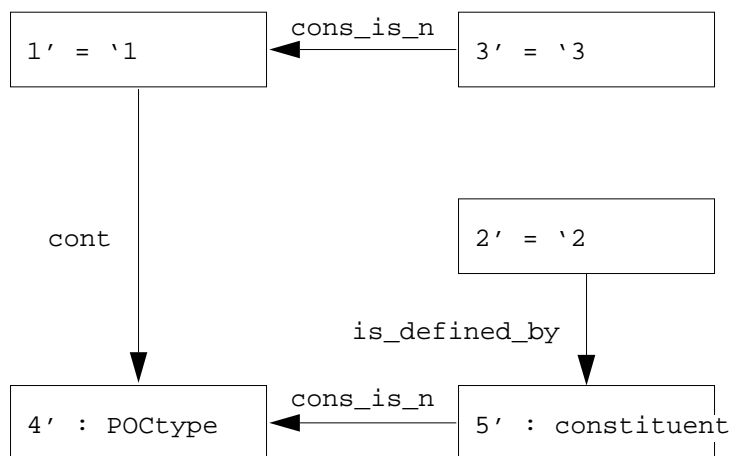 cons_is_n
1’ = ‘1
3’ = ‘3
cont
2’ = ‘2
is_defined_by
cons_is_n
4’ : POCtype
5’ : constituent